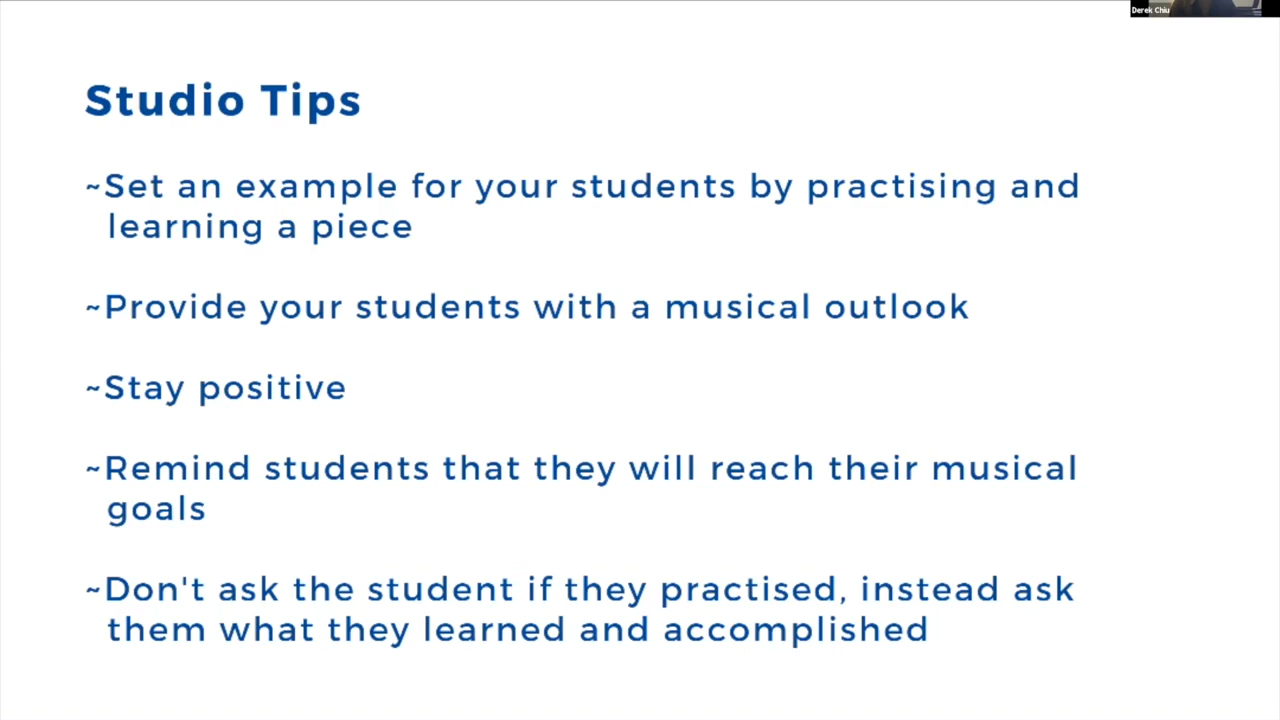 Derek Chiu
Studio Tips
~Set an example for your students by practising and
learning a piece
~Provide your students with a musical outlook
~Stay positive
~Remind students that they will reach their musical
goals
~Don't ask the student if they practised, instead ask
them what they learned and accomplished